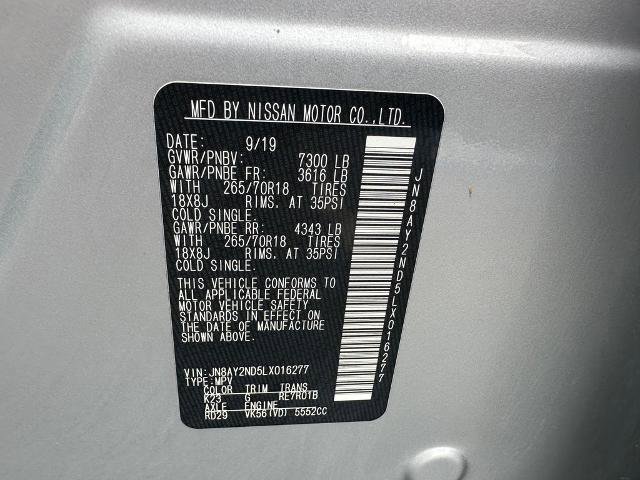 MFD BY NISSAN MOTOR CO.,LTD.
DATE: 9/19
GVWR/PNBV: 7300 LB
GAWR/PNBE FR: 3616 LB
WITH 265/70R18 TIRES
18X8J RIMS. AT 35PSI
COLD SINGLE.
GAWR/PNBE RR: 4343 LB
WITH 265/70R18 TIRES
18X8J RIMS. AT 35PSI
COLD SINGLE.
THIS VEHICLE CONFORMS TO
ALL APPLICABLE FEDERAL
MOTOR VEHICLE SAFETY
STANDARDS IN EFFECT ON
THE DATE OF MANUFACTURE
SHOWN ABOVE.
VIN:JN8AY2ND5LX016277
TYPE:MPV
COLOR TRIM TRANS
K23 G RE7R01B
AXLE ENGINE
RD29 VK56(VD) 5552CC
JN8AY2ND5LX016277